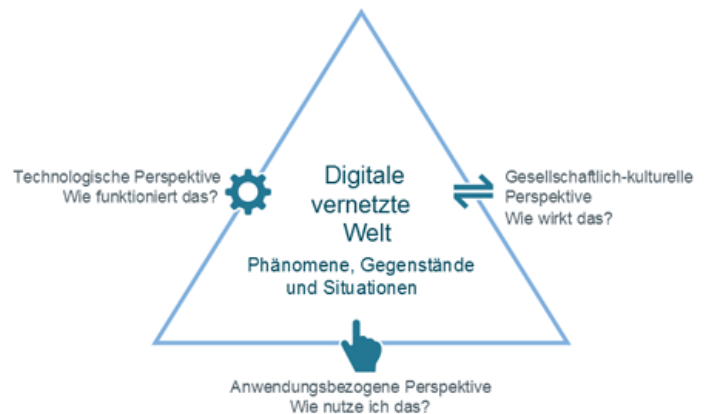 Technologische Perspektive
Wie funktioniert das?
Digitale
vernetzte
Welt
Phänomene, Gegenstände
und Situationen
Gesellschaftlich-kulturelle
Perspektive
Wie wirkt das?
Anwendungsbezogene Perspektive
Wie nutze ich das?